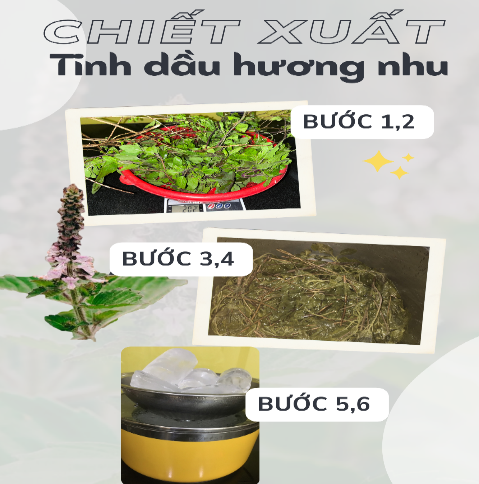 CHIẾT XUẤT
Tinh dầu hương nhu
BƯỚC 1,2
BƯỚC 3,4
BƯỚC 5,6